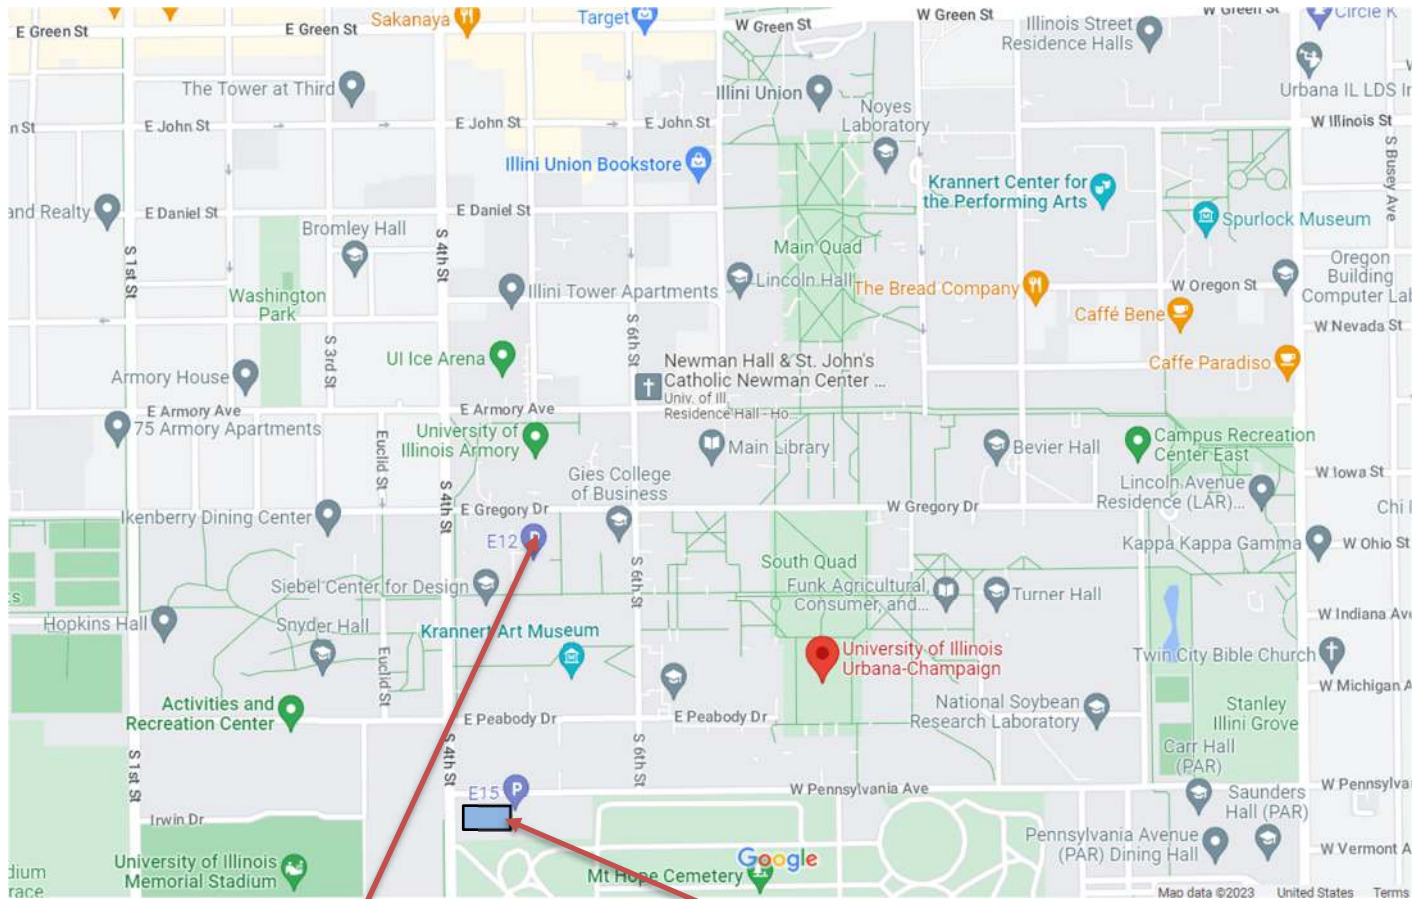 E Green St
E Green St
Sakanaya
Target
W Green St
W Green St
Illinois Street
Residence Halls
W Green St
Circle K
The Tower at Third
Illini Union
Noyes
Laboratory
Urbana IL LDS
n St
E John St
E John St
E John St
W Illinois St
Illini Union Bookstore
Krannert Center for
the Performing Arts
S Busey Ave
and Realty
E Daniel St
E Daniel St
Spurlock Museum
Bromley Hall
S 1st St
S 4th St
Main Quad
Washington
Park
Illini Tower Apartments
Lincoln Hall
The Bread Company
W Oregon St
Oregon
Building
Computer Lab
Caffé Bene
W Nevada St
S 3rd St
S 6th St
UI Ice Arena
Newman Hall & St. John's
Catholic Newman Center ...
Univ. of Ill.
Residence Hall - Ho...
Caffe Paradiso
Armory House
E Armory Ave
E Armory Ave
75 Armory Apartments
University of
Illinois Armory
Main Library
Bevier Hall
Campus Recreation
Center East
Euclid St
Gies College
of Business
W Iowa St
Lincoln Avenue
Residence (LAR)...
S 4th St
Ikenberry Dining Center
E Gregory Dr
W Gregory Dr
Chi
E12
P
Kappa Kappa Gamma
W Ohio St
South Quad
S 6th St
Siebel Center for Design
Funk Agricultural,
Consumer, and...
Turner Hall
ks
Hopkins Hall
Snyder Hall
Krannert Art Museum
W Indiana Av
University of Illinois
Urbana-Champaign
Twin City Bible Church
Euclid St
W Michigan A
Activities and
Recreation Center
National Soybean
Research Laboratory
Stanley
Illini Grove
E Peabody Dr
E Peabody Dr
S 1st St
S 4th St
S 6th St
Carr Hall
(PAR)
E15
P
W Pennsylvania Ave
W Pennsylva
Saunders
Hall (PAR)
Irwin Dr
Pennsylvania Avenue
(PAR) Dining Hall
W Vermont A
University of Illinois
Memorial Stadium
dium
rrace
Google
Mt Hope Cemetery
Map data ©2023
United States
Terms